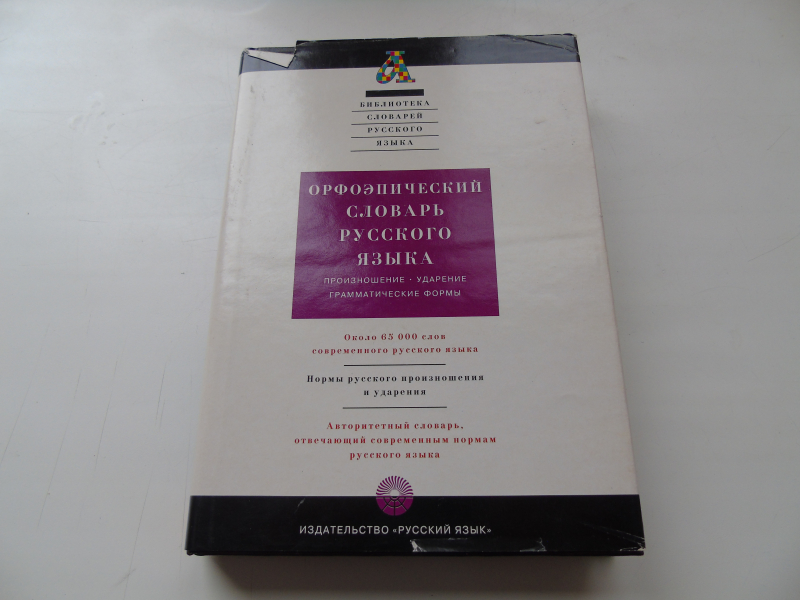 БИБЛИОТЕКА
СЛОВАРЕЙ
РУССКОГО
ЯЗЫКА
ОРФОЭПИЧЕСКИЙ
СЛОВАРЬ
РУССКОГО
ЯЗЫКА
ПРОИЗНОШЕНИЕ · УДАРЕНИЕ
ГРАММАТИЧЕСКИЕ ФОРМЫ
Около 65 000 слов
современного русского языка
Нормы русского произношения
и ударения
Авторитетный словарь,
отвечающий современным нормам
русского языка
ИЗДАТЕЛЬСТВО «РУССКИЙ ЯЗЫК»